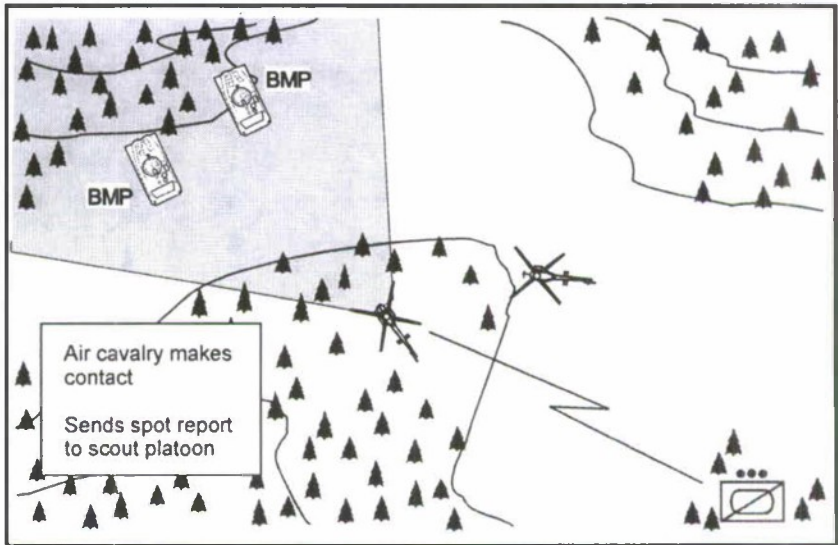 BMP
BMP
Air cavalry makes
contact
Sends spot report
to scout platoon